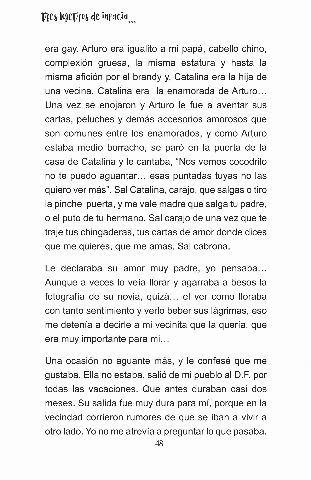 Tres hectipos de infancia...
era gay. Arturo era igualito a mi papá, cabello chino,
complexión gruesa, la misma estatura y hasta la
misma afición por el brandy y. Catalina era la hija de
una vecina. Catalina era la enamorada de Arturo...
Una vez se enojaron y Arturo le fue a aventar sus
cartas, peluches y demás accesorios amorosos que
son comunes entre los enamorados, y como Arturo
estaba medio borracho, se paró en la puerta de la
casa de Catalina y le cantaba, “Nos vemos cocodrilo
no te puedo aguantar... esas puntadas tuyas no las
quiero ver más”. Sal Catalina, carajo, que salgas o tiro
la pinche puerta, y me vale madre que salga tu padre,
o el puto de tu hermano. Sal carajo de una vez que te
traje tus chingaderas, tus cartas de amor donde dices
que me quieres, que me amas. Sal cabrona.
Le declaraba su amor muy padre, yo pensaba...
Aunque a veces lo veía llorar y agarraba a besos la
fotografía de su novia, quizá... el ver como lloraba
con tanto sentimiento y verlo beber sus lágrimas, eso
me detenía a decirle a mi vecinita que la quería, que
era muy importante para mi...
Una ocasión no aguante más, y le confesé que me
gustaba. Ella no estaba, salió de mi pueblo al D.F. por
todas las vacaciones. Que antes duraban casi dos
meses. Su salida fue muy dura para mí, porque en la
vecindad corrieron rumores de que se iban a vivir a
otro lado. Yo no me atrevía a preguntar lo que pasaba.
48